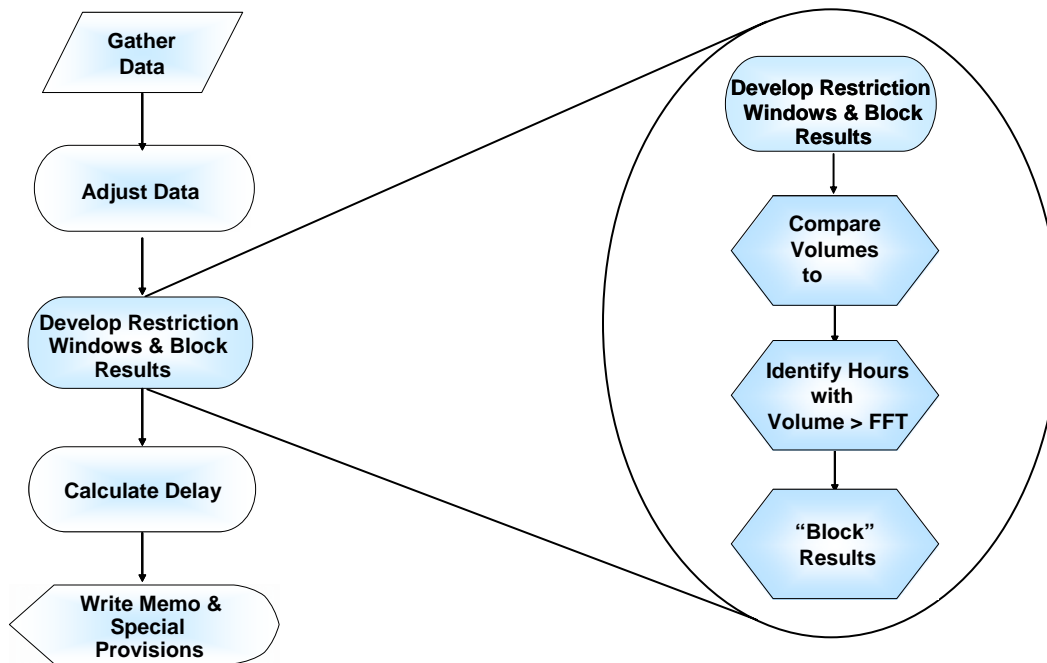 Gather
Data
Adjust Data
Develop Restriction
Windows & Block
Results
Calculate Delay
Write Memo &
Special
Provisions
Develop Restriction
Windows & Block
Results
Compare
Volumes
to
Identify Hours
with
Volume > FFT
“Block”
Results